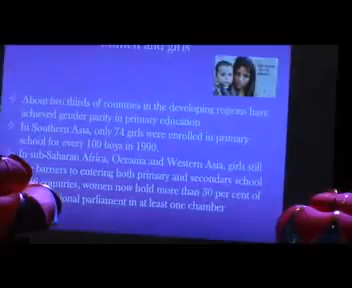 and girls
About two thirds of countries in the developing regions have
achieved gender parity in primary education
In Southern Asia, only 74 girls were enrolled in primary
school for every 100 boys in 1990.
In sub-Saharan Africa, Oceania and Western Asia, girls still
barriers to entering both primary and secondary school
countries, women now hold more than 30 per cent of
parliament in at least one chamber